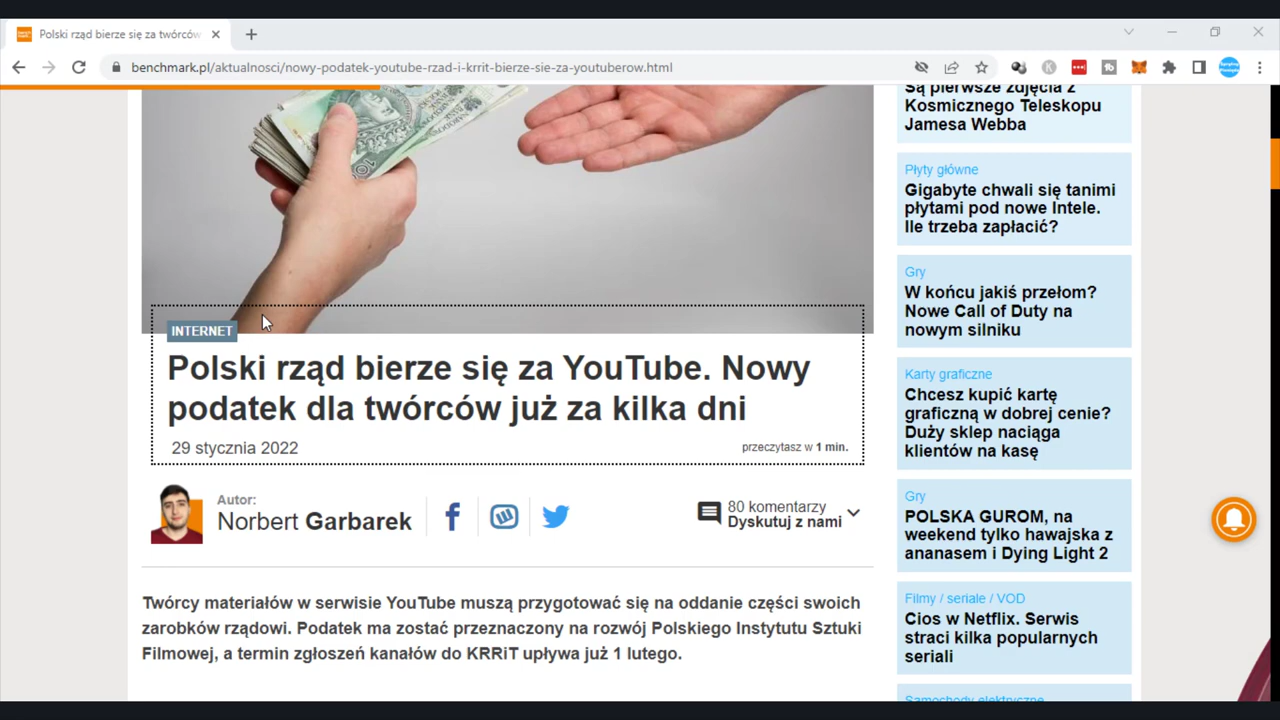 Polski rząd bierze się za twórców
benchmark.pl/aktualnosci/nowy-podatek-youtube-rzad-i-krrit-bierze-sie-za-youtuberow.html
INTERNET
Polski rząd bierze się za YouTube. Nowy
podatek dla twórców już za kilka dni
29 stycznia 2022
przeczytasz w 1 min.
Autor:
Norbert Garbarek
80 komentarzy
Dyskutuj z nami
Twórcy materiałów w serwisie YouTube muszą przygotować się na oddanie części swoich
zarobków rządowi. Podatek ma zostać przeznaczony na rozwój Polskiego Instytutu Sztuki
Filmowej, a termin zgłoszeń kanałów do KRRiT upływa już 1 lutego.
Są pierwsze zdjęcia z
Kosmicznego Teleskopu
Jamesa Webba
Płyty główne
Gigabyte chwali się tanimi
płytami pod nowe Intele.
Ile trzeba zapłacić?
Gry
W końcu jakiś przełom?
Nowe Call of Duty na
nowym silniku
Karty graficzne
Chcesz kupić kartę
graficzną w dobrej cenie?
Duży sklep naciąga
klientów na kasę
Gry
POLSKA GUROM, na
weekend tylko hawajska z
ananasem i Dying Light 2
Filmy / seriale / VOD
Cios w Netflix. Serwis
straci kilka popularnych
seriali
Samochody elektryczne